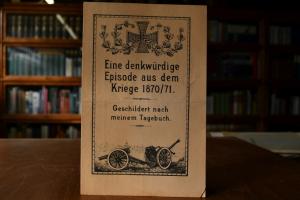 Eine denkwürdige
Episode aus dem
Kriege 1870/71.
Geschildert nach
meinem Tagebuch.